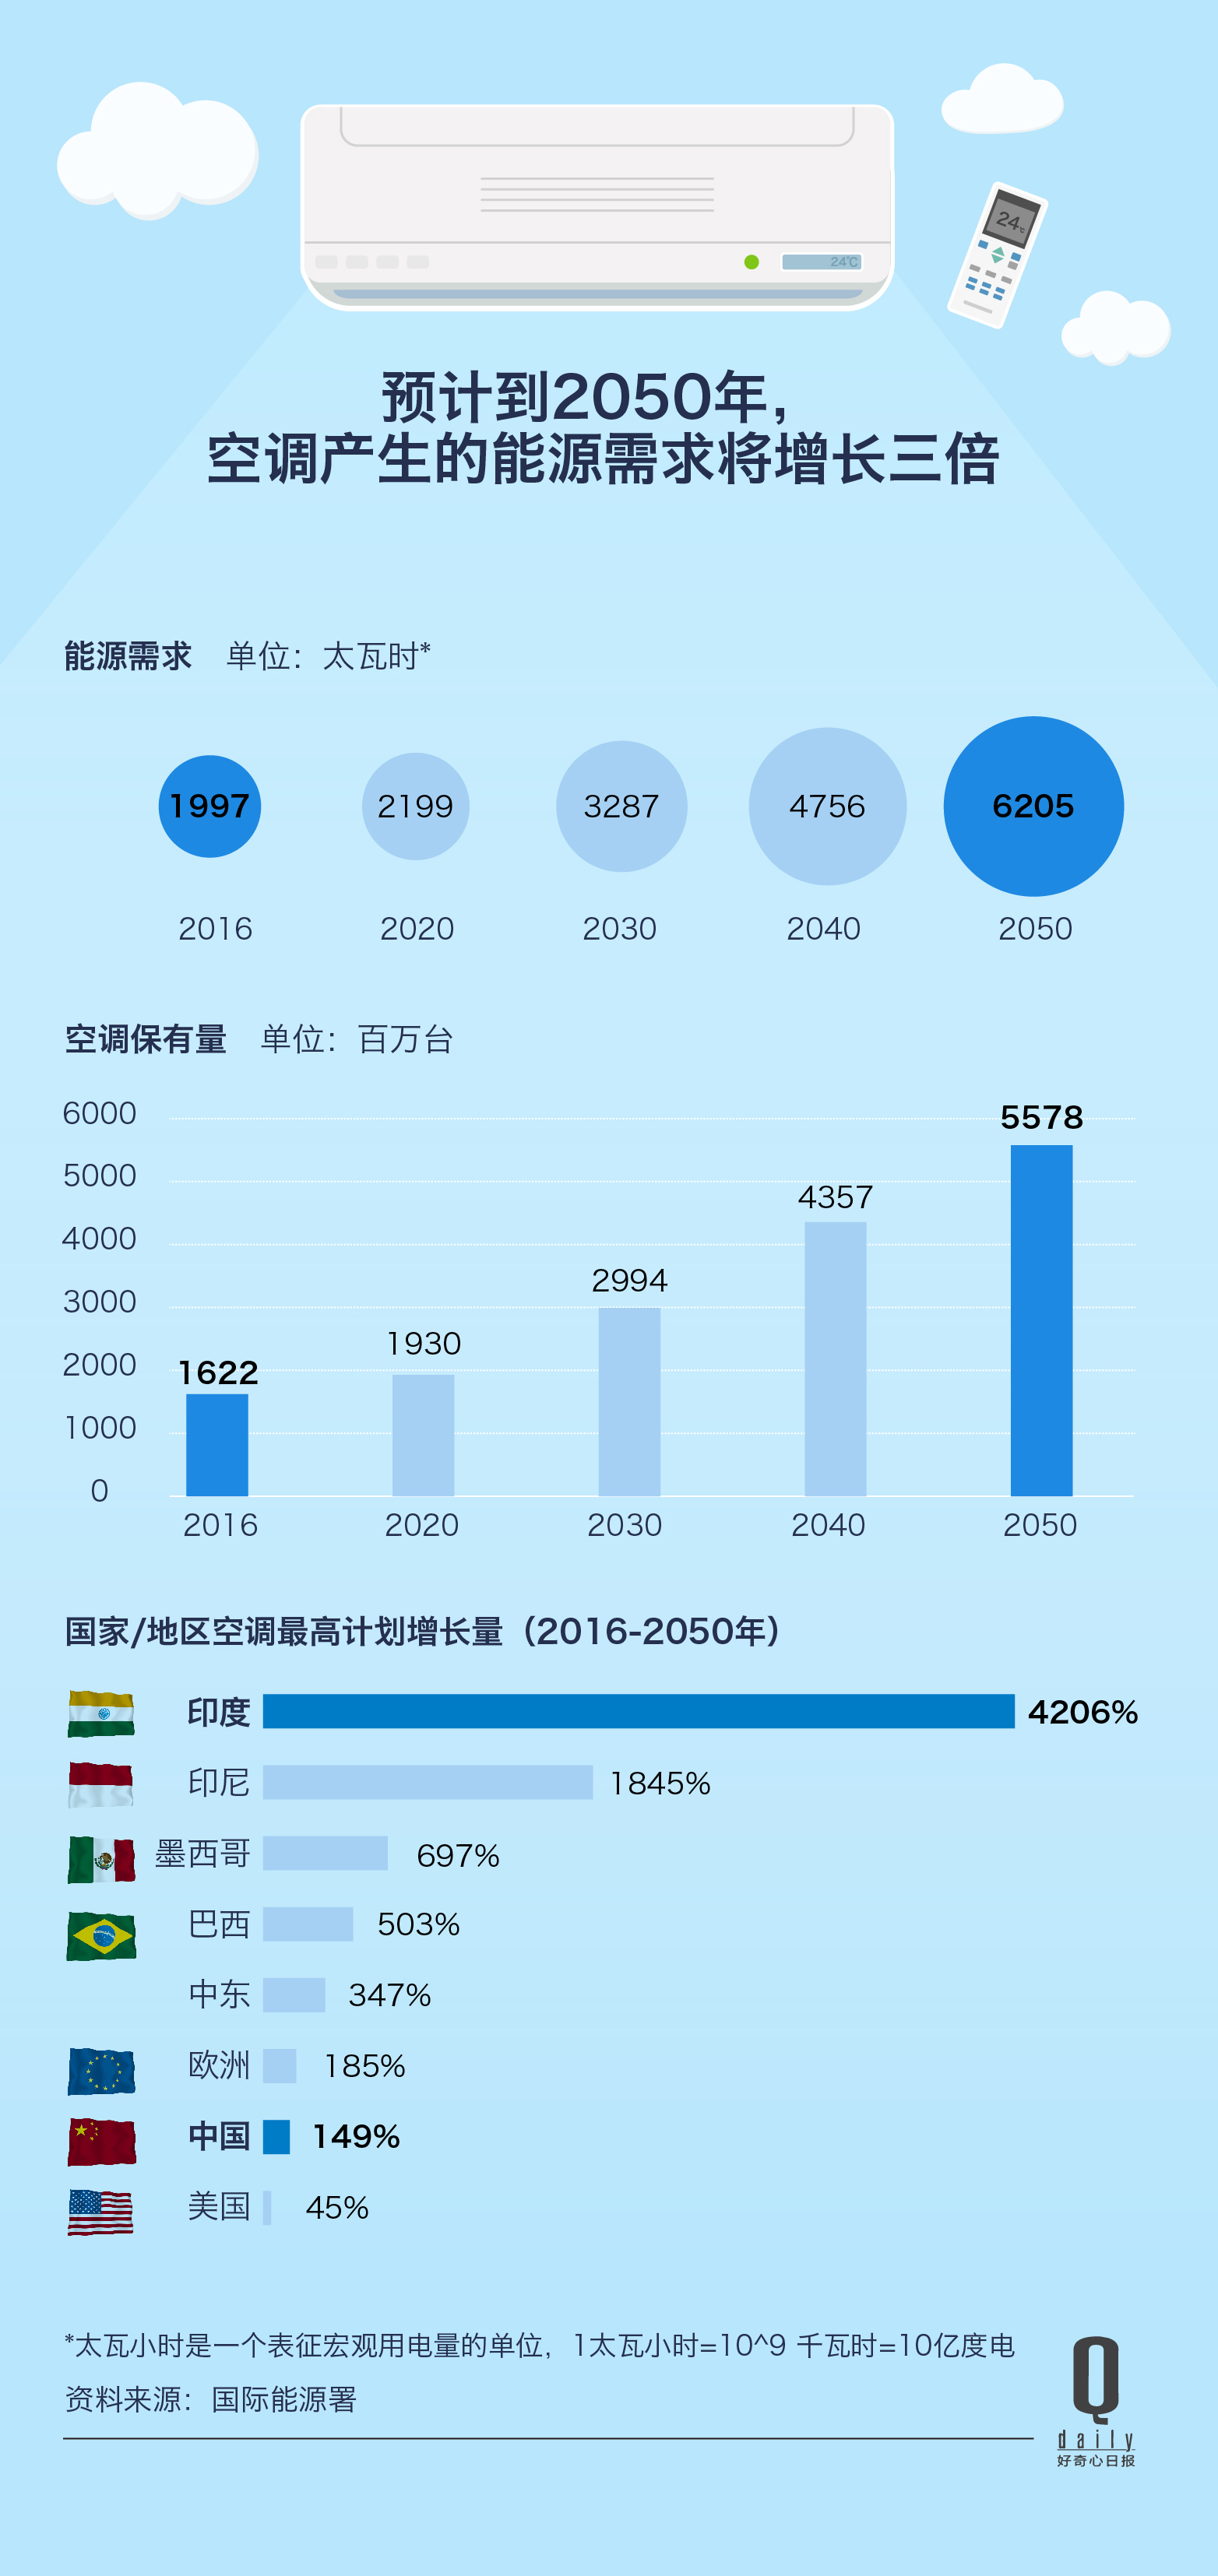 24℃
24℃
预计到2050年，
空调产生的能源需求将增长三倍
能源需求 单位：太瓦时*
1997 2199 3287 4756 6205
2016 2020 2030 2040 2050
空调保有量 单位：百万台
6000
5578
5000
4357
4000
3000
2994
2000
1930
1622
1000
0
2016 2020 2030 2040 2050
国家/地区空调最高计划增长量（2016-2050年）
印度 4206%
印尼 1845%
墨西哥 697%
巴西 503%
中东 347%
欧洲 185%
中国 149%
美国 45%
*太瓦小时是一个表征宏观用电量的单位，1太瓦小时=10^9 千瓦时=10亿度电
资料来源：国际能源署
Q
daily
好奇心日报